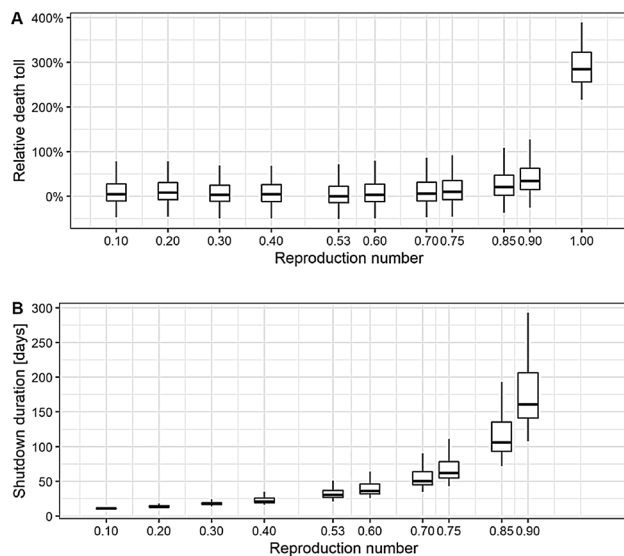 A
Relative death toll
400%
300%
200%
100%
0%
0.10 0.20 0.30 0.40 0.53 0.60 0.70 0.75 0.85 0.90 1.00
Reproduction number
B
Shutdown duration [days]
300
250
200
150
100
50
0
0.10 0.20 0.30 0.40 0.53 0.60 0.70 0.75 0.85 0.90
Reproduction number